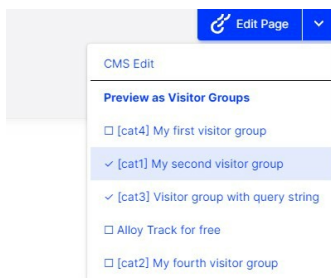 Edit Page
CMS Edit
Preview as Visitor Groups
☐ [cat4] My first visitor group
✓ [cat1] My second visitor group
✓ [cat3] Visitor group with query string
☐ Alloy Track for free
☐ [cat2] My fourth visitor group